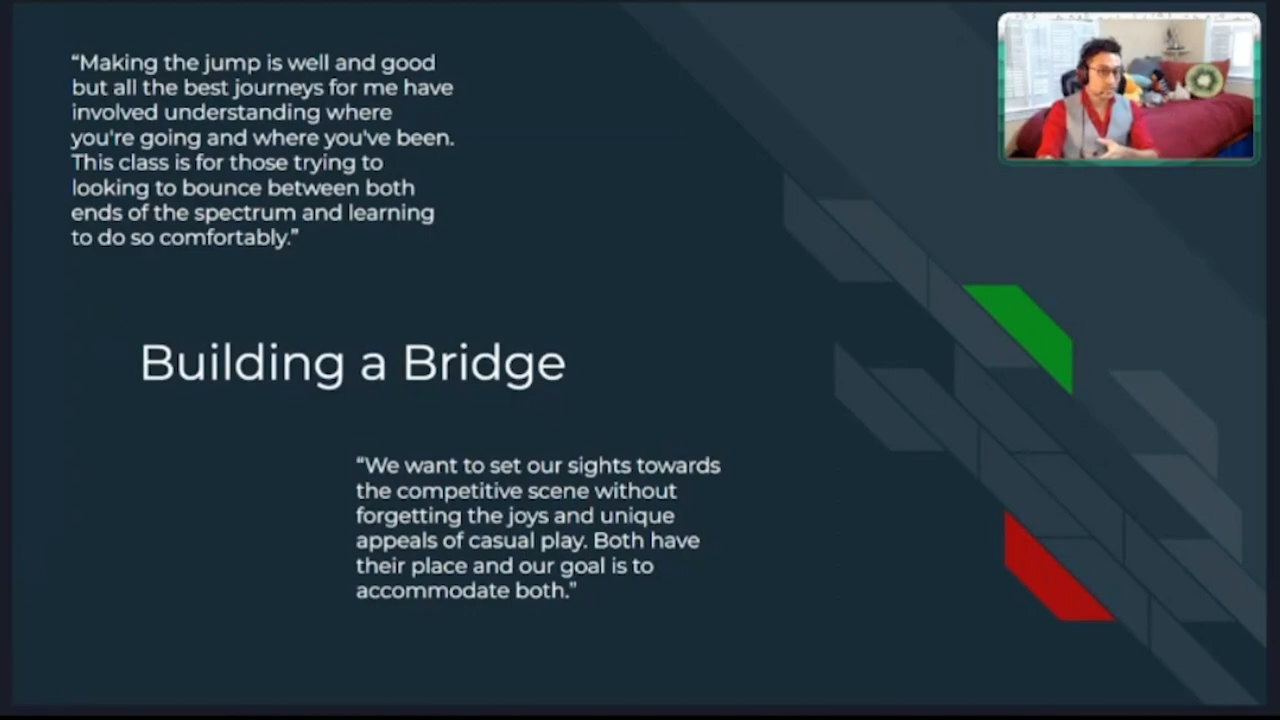 “Making the jump is well and good
but all the best journeys for me have
involved understanding where
you're going and where you've been.
This class is for those trying to
looking to bounce between both
ends of the spectrum and learning
to do so comfortably.”
Building a Bridge
“We want to set our sights towards
the competitive scene without
forgetting the joys and unique
appeals of casual play. Both have
their place and our goal is to
accommodate both.”